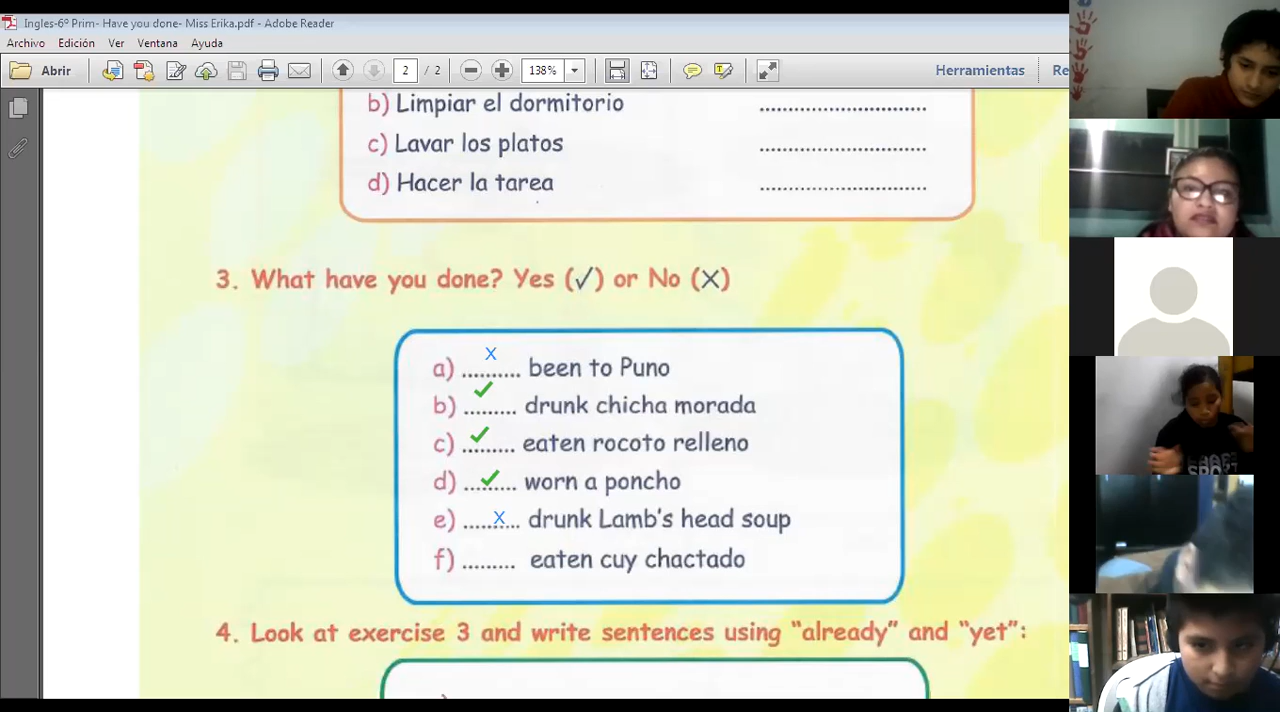 Ingles-6º Prim- Have you done- Miss Erika.pdf - Adobe Reader
Archivo Edición Ver Ventana Ayuda
Abrir 2 / 2 138% Herramientas Re
b) Limpiar el dormitorio ..............................
c) Lavar los platos ..............................
d) Hacer la tarea ..............................
3. What have you done? Yes (✓) or No (X)
a) .......... been to Puno
X
b) ......... drunk chicha morada
✓
c) ......... eaten rocoto relleno
✓
d) ......... worn a poncho
✓
e) .......... drunk Lamb's head soup
X
f) ......... eaten cuy chactado
4. Look at exercise 3 and write sentences using “already” and “yet”: